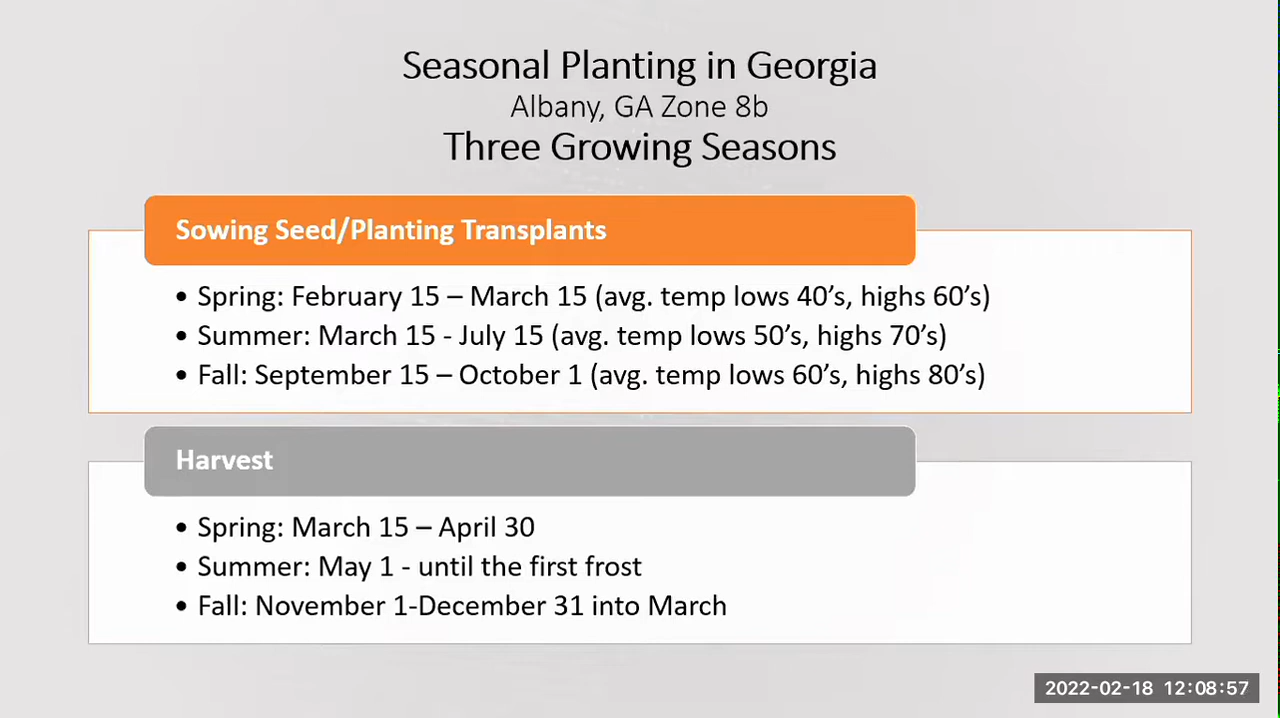 Seasonal Planting in Georgia
Albany, GA Zone 8b
Three Growing Seasons
Sowing Seed/Planting Transplants
• Spring: February 15 – March 15 (avg. temp lows 40's, highs 60's)
• Summer: March 15 - July 15 (avg. temp lows 50's, highs 70's)
• Fall: September 15 – October 1 (avg. temp lows 60's, highs 80's)
Harvest
• Spring: March 15 – April 30
• Summer: May 1 - until the first frost
• Fall: November 1-December 31 into March
2022-02-18 12:08:57